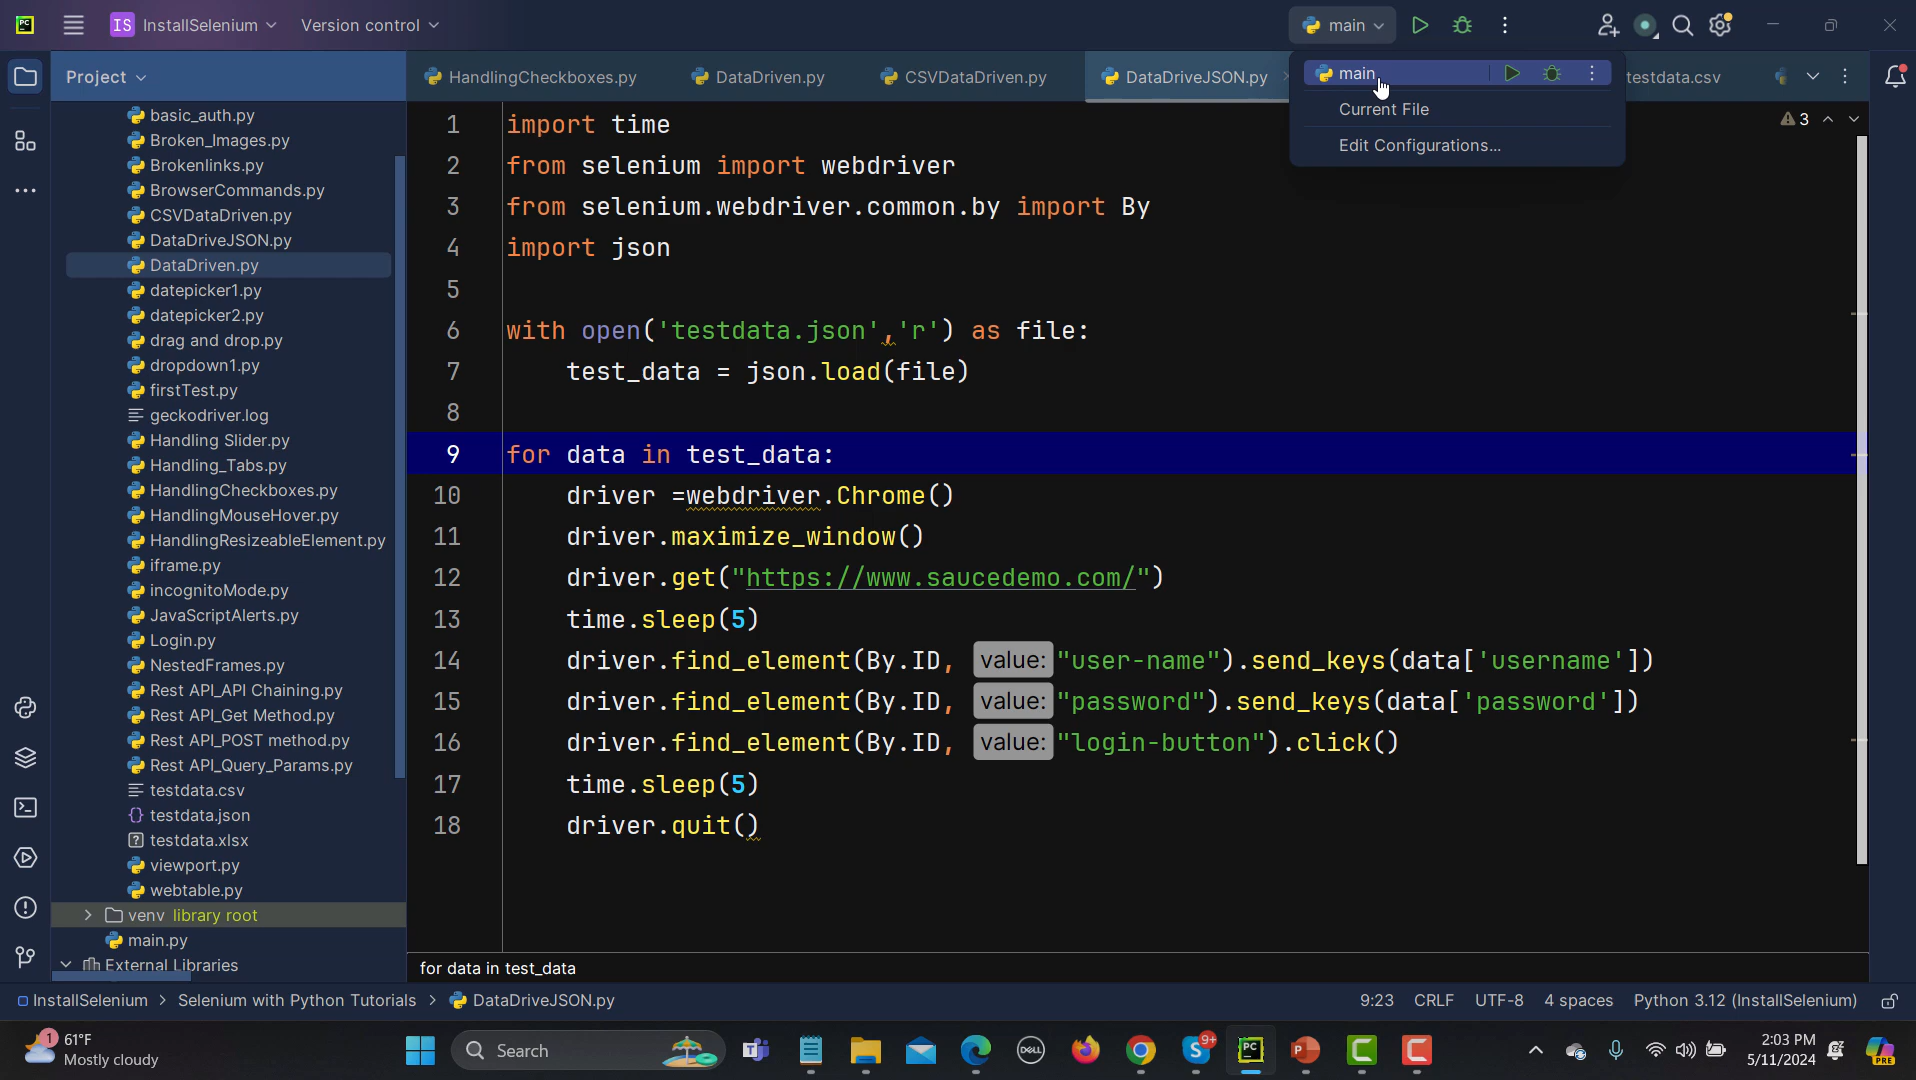 PC
IS InstallSelenium
Version control
main
Project
HandlingCheckboxes.py
DataDriven.py
CSVDataDriven.py
DataDriveJSON.py
testdata.csv
main
Current File
Edit Configurations...
3
basic_auth.py
Broken_Images.py
Brokenlinks.py
BrowserCommands.py
CSVDataDriven.py
DataDriveJSON.py
DataDriven.py
datepicker1.py
datepicker2.py
drag and drop.py
dropdown1.py
firstTest.py
geckodriver.log
Handling Slider.py
Handling_Tabs.py
HandlingCheckboxes.py
HandlingMouseHover.py
HandlingResizeableElement.py
iframe.py
incognitoMode.py
JavaScriptAlerts.py
Login.py
NestedFrames.py
Rest API_API Chaining.py
Rest API_Get Method.py
Rest API_POST method.py
Rest API_Query_Params.py
testdata.csv
testdata.json
testdata.xlsx
viewport.py
webtable.py
venv library root
main.py
External Libraries
1 import time
2 from selenium import webdriver
3 from selenium.webdriver.common.by import By
4 import json
5
6 with open('testdata.json','r') as file:
7 test_data = json.load(file)
8
9 for data in test_data:
10 driver =webdriver.Chrome()
11 driver.maximize_window()
12 driver.get("https://www.saucedemo.com/")
13 time.sleep(5)
14 driver.find_element(By.ID, value: "user-name").send_keys(data['username'])
15 driver.find_element(By.ID, value: "password").send_keys(data['password'])
16 driver.find_element(By.ID, value: "login-button").click()
17 time.sleep(5)
18 driver.quit()
for data in test_data
InstallSelenium > Selenium with Python Tutorials > DataDriveJSON.py
9:23 CRLF UTF-8 4 spaces Python 3.12 (InstallSelenium)
1
61°F
Mostly cloudy
Search
DELL
9+
PC
2:03 PM
5/11/2024
PRE